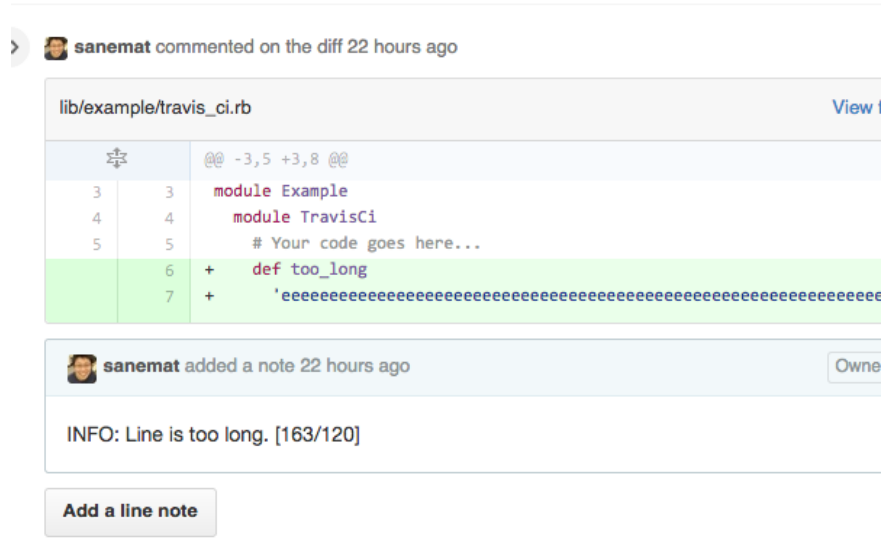 sanemat commented on the diff 22 hours ago
lib/example/travis_ci.rb
View
@@ -3,5 +3,8 @@
3 3 module Example
4 4 module TravisCi
5 5 # Your code goes here...
6 + def too_long
7 +
sanemat added a note 22 hours ago
Owne
INFO: Line is too long. [163/120]
Add a line note